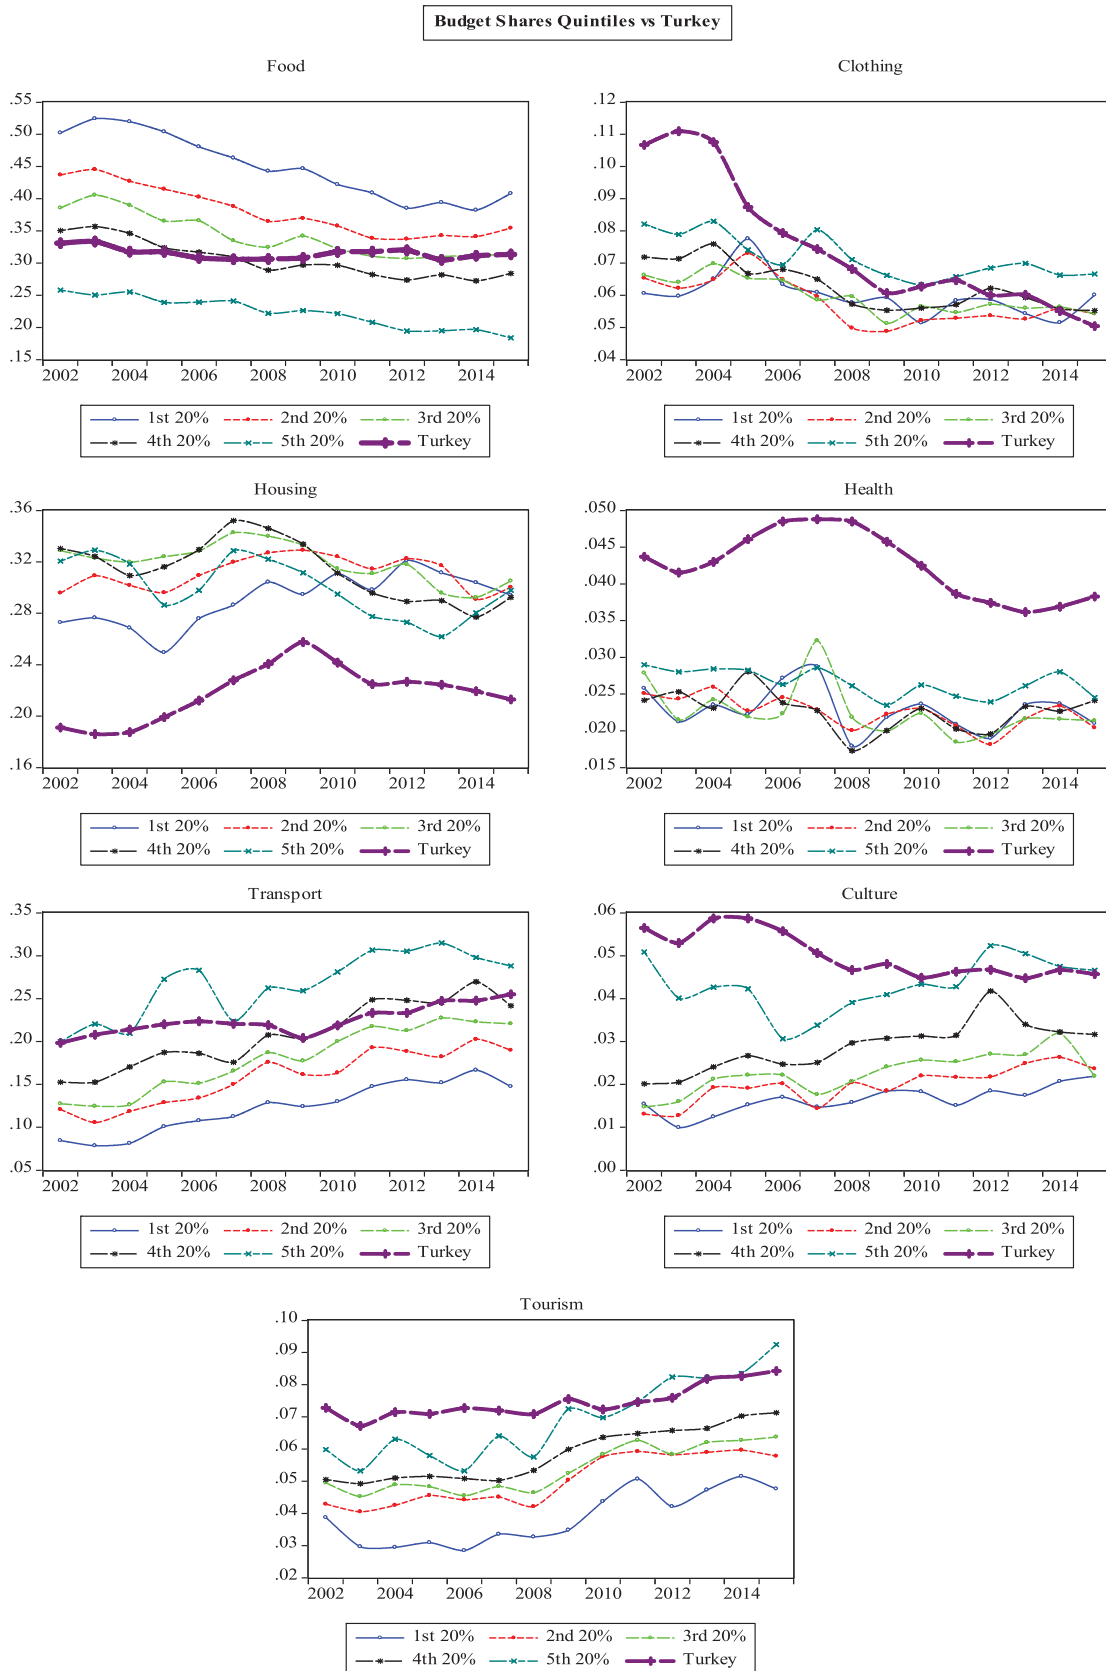 Budget Shares Quintiles vs Turkey
Food
.55
.50
.45
.40
.35
.30
.25
.20
.15
2002 2004 2006 2008 2010 2012 2014
1st 20% 2nd 20% 3rd 20%
4th 20% 5th 20% Turkey
Clothing
.12
.11
.10
.09
.08
.07
.06
.05
.04
2002 2004 2006 2008 2010 2012 2014
1st 20% 2nd 20% 3rd 20%
4th 20% 5th 20% Turkey
Housing
.36
.32
.28
.24
.20
.16
2002 2004 2006 2008 2010 2012 2014
1st 20% 2nd 20% 3rd 20%
4th 20% 5th 20% Turkey
Health
.050
.045
.040
.035
.030
.025
.020
.015
2002 2004 2006 2008 2010 2012 2014
1st 20% 2nd 20% 3rd 20%
4th 20% 5th 20% Turkey
Transport
.35
.30
.25
.20
.15
.10
.05
2002 2004 2006 2008 2010 2012 2014
1st 20% 2nd 20% 3rd 20%
4th 20% 5th 20% Turkey
Culture
.06
.05
.04
.03
.02
.01
.00
2002 2004 2006 2008 2010 2012 2014
1st 20% 2nd 20% 3rd 20%
4th 20% 5th 20% Turkey
Tourism
.10
.09
.08
.07
.06
.05
.04
.03
.02
2002 2004 2006 2008 2010 2012 2014
1st 20% 2nd 20% 3rd 20%
4th 20% 5th 20% Turkey